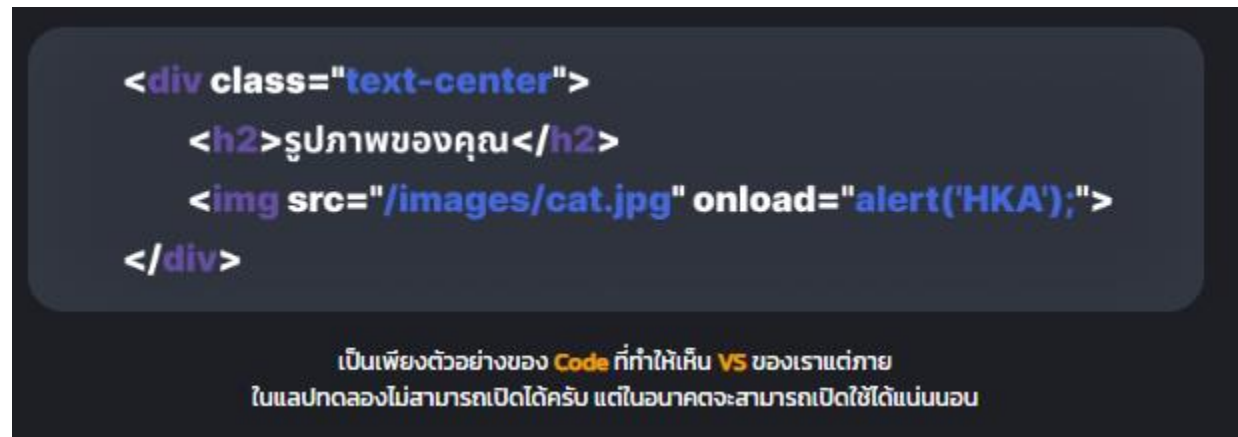 <div class="text-center">
<h2>รูปภาพของคุณ</h2>
<img src="/images/cat.jpg" onload="alert('HKA');">
</div>
เป็นเพียงตัวอย่างของ Code ที่ทำให้เห็น VS ของเราแต่ภาย
ในแลปทดลองไม่สามารถเปิดได้ครับ แต่ในอนาคตจะสามารถเปิดใช้ได้แน่นนอน